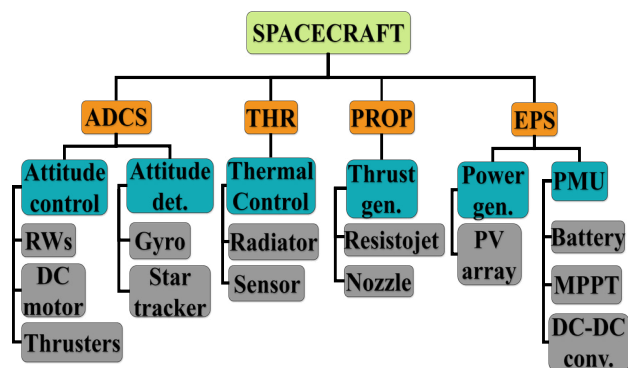 SPACECRAFT
ADCS
THR
PROP
EPS
Attitude
control
Attitude
det.
Thermal
Control
Thrust
gen.
Power
gen.
PMU
RWs
DC
motor
Thrusters
Gyro
Star
tracker
Radiator
Sensor
Resistojet
Nozzle
PV
array
Battery
MPPT
DC-DC
conv.